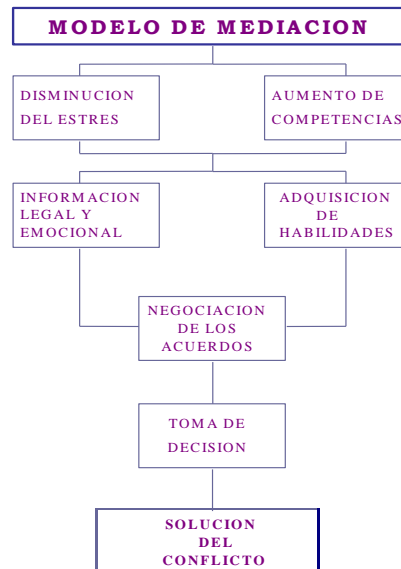 MODELO DE MEDIACION
DISMINUCION
DEL ESTRES
AUMENTO DE
COMPETENCIAS
INFORMACION
LEGAL Y
EMOCIONAL
ADQUISICION
DE
HABILIDADES
NEGOCIACION
DE LOS
ACUERDOS
TOMA DE
DECISION
SOLUCION
DEL
CONFLICTO